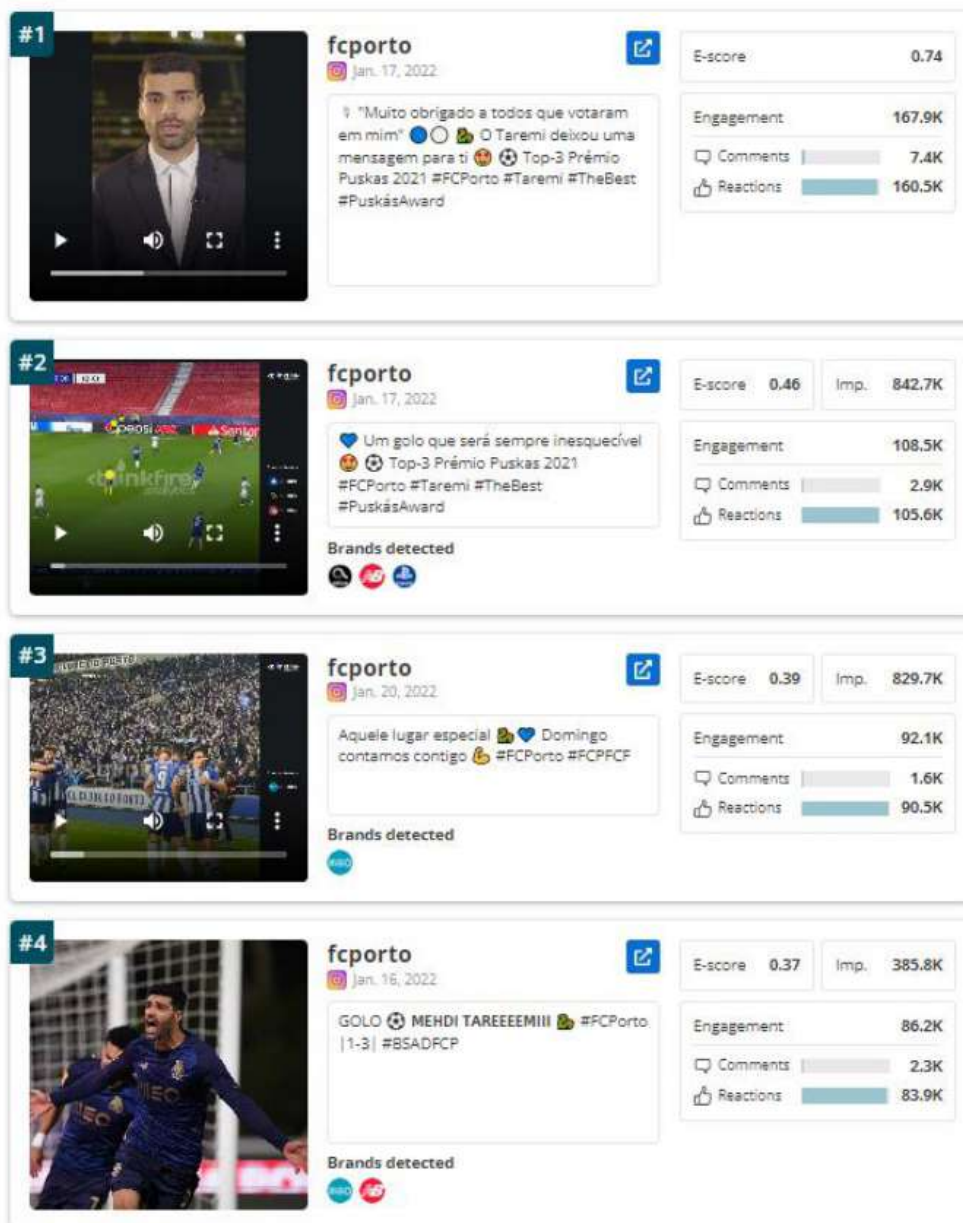 #1
fcporto
Jan. 17, 2022
"Muito obrigado a todos que votaram
em mim" 🔵⚪ 🐉 O Taremi deixou uma
mensagem para ti 🤩 ⚽ Top-3 Prémio
Puskas 2021 #FCPorto #Taremi #TheBest
#PuskásAward
E-score 0.74
Engagement 167.9K
Comments 7.4K
Reactions 160.5K
#2
pepsi
fcporto
Jan. 17, 2022
💙 Um golo que será sempre inesquecível
🤩 ⚽ Top-3 Prémio Puskas 2021
#FCPorto #Taremi #TheBest
#PuskásAward
Brands detected
E-score 0.46 Imp. 842.7K
Engagement 108.5K
Comments 2.9K
Reactions 105.6K
#3
fcporto
Jan. 20, 2022
Aquele lugar especial 🐉💙 Domingo
contamos contigo 💪 #FCPorto #FCPFCF
Brands detected
E-score 0.39 Imp. 829.7K
Engagement 92.1K
Comments 1.6K
Reactions 90.5K
#4
MEO
fcporto
Jan. 16, 2022
GOLO ⚽ MEHDI TAREEEEMIII 🐉 #FCPorto
|1-3| #BSADFCP
Brands detected
E-score 0.37 Imp. 385.8K
Engagement 86.2K
Comments 2.3K
Reactions 83.9K